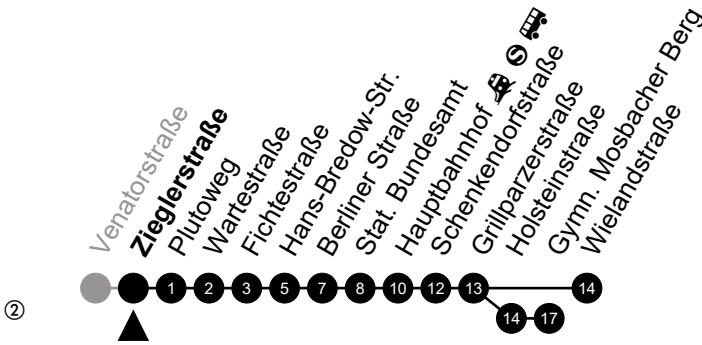 Venatorstraße
Zieglerstraße
Plutoweg
Wartestraße
Fichtestraße
Hans-Bredow-Str.
Berliner Straße
Stat. Bundesamt
Hauptbahnhof Ⓢ
Schenkendorfstraße
Grillparzerstraße
Holsteinstraße
Gymn. Mosbacher Berg
Wielandstraße
② 1 2 3 5 7 8 10 12 13 14
14 17